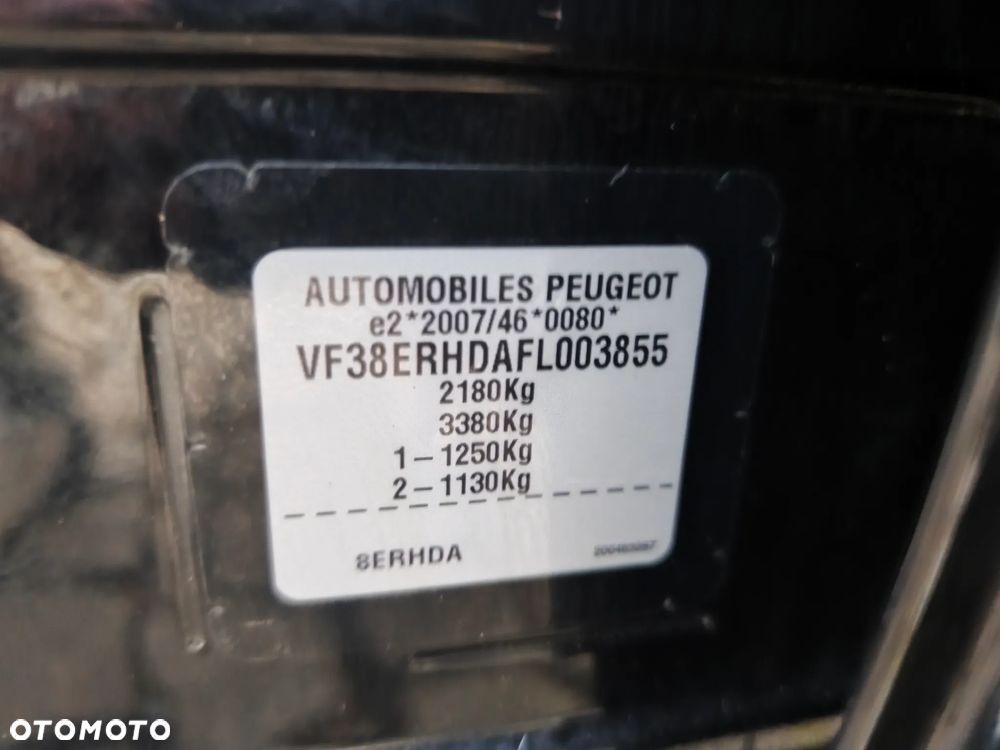 AUTOMOBILES PEUGEOT
e2*2007/46*0080*
VF38ERHDAFL003855
2180Kg
3380Kg
1-1250Kg
2-1130Kg
8ERHDA
OTOMOTO